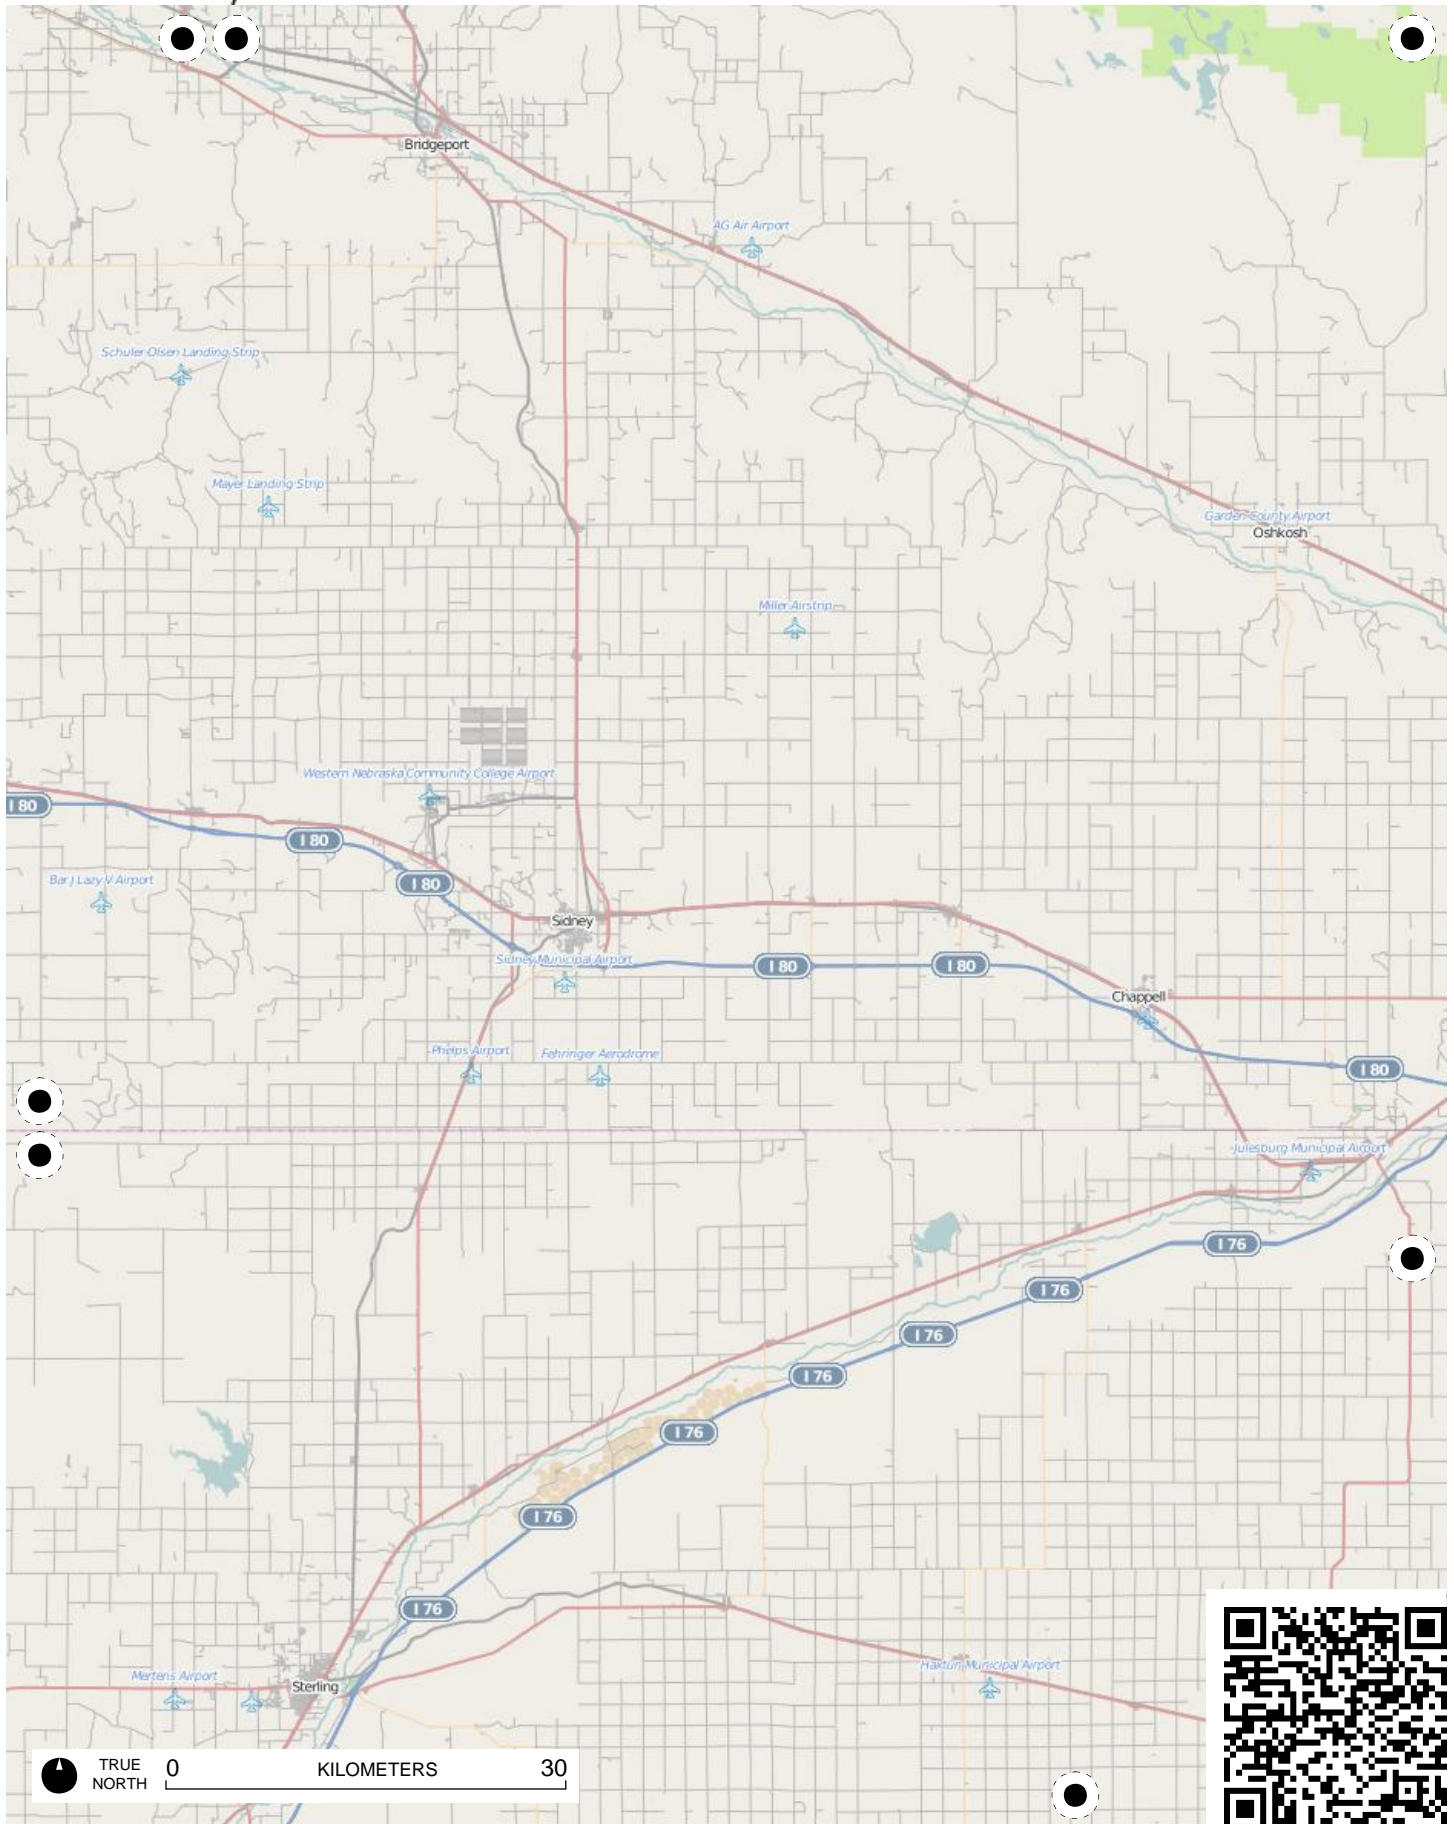 Bridgeport
AG Air Airport
Schuler Olsen Landing Strip
Mayer Landing Strip
Garden County Airport
Oshkosh
Miller Airstrip
Western Nebraska Community College Airport
I 80
I 80
Bar J Lazy V Airport
I 80
Sidney
Sidney Municipal Airport
I 80
I 80
Chappell
Phelps Airport
Fehringer Aerodrome
I 80
Julesburg Municipal Airport
I 76
I 76
I 76
I 76
I 76
I 76
I 76
Mertens Airport
Sterling
Haxtun Municipal Airport
TRUE
NORTH
0 KILOMETERS 30